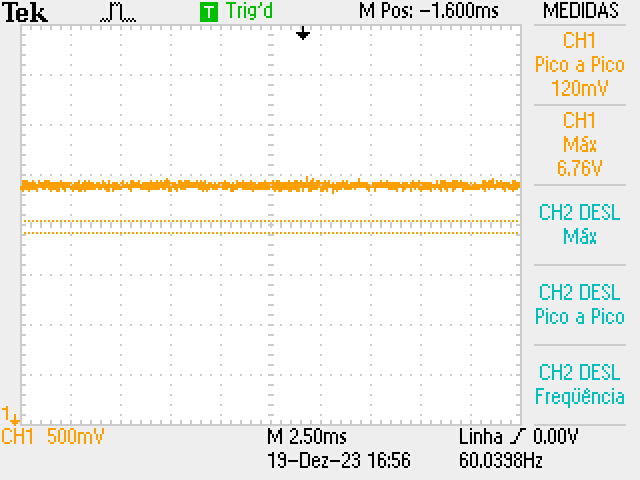 Tek Trig'd M Pos: -1.600ms MEDIDAS
CH1
Pico a Pico
120mV
CH1
Máx
6.76V
CH2 DESL
Máx
CH2 DESL
Pico a Pico
CH2 DESL
Freqüência
1
CH1 500mV M 2.50ms Linha 0.00V
19-Dez-23 16:56 60.0398Hz